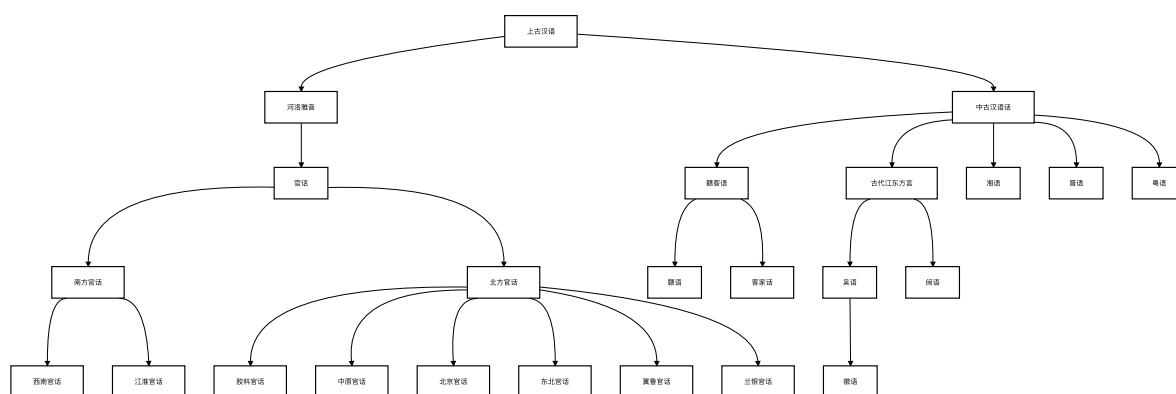 上古汉语
河洛雅音
中古汉语话
官话
赣客语
古代江东方言
湘语
晋语
粤语
南方官话
北方官话
赣语
客家话
吴语
闽语
西南官话
江淮官话
胶料官话
中原官话
北京官话
东北官话
冀鲁官话
兰银官话
徽语